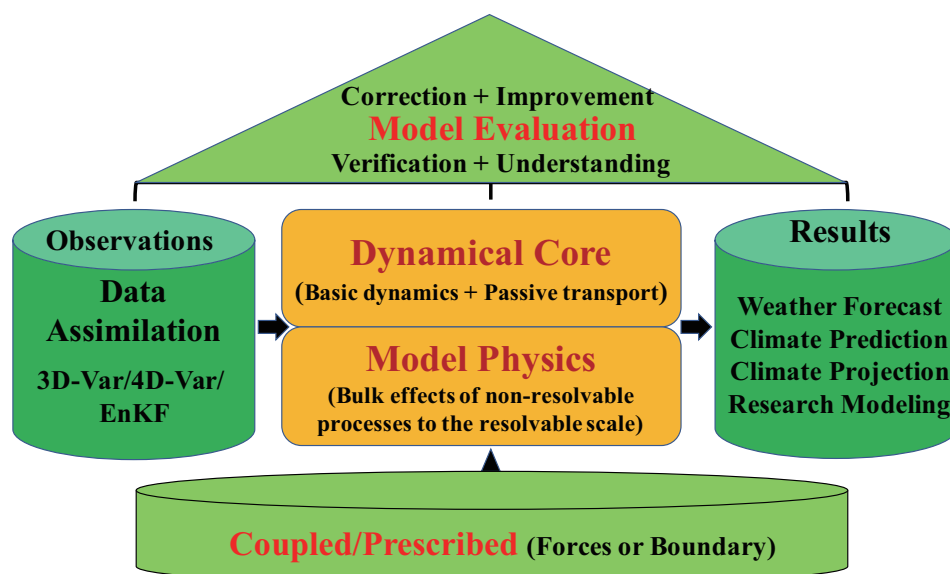 Correction + Improvement
Model Evaluation
Verification + Understanding
Observations
Data
Assimilation
3D-Var/4D-Var/
EnKF
Dynamical Core
(Basic dynamics + Passive transport)
Model Physics
(Bulk effects of non-resolvable
processes to the resolvable scale)
Results
Weather Forecast
Climate Prediction
Climate Projection
Research Modeling
Coupled/Prescribed (Forces or Boundary)